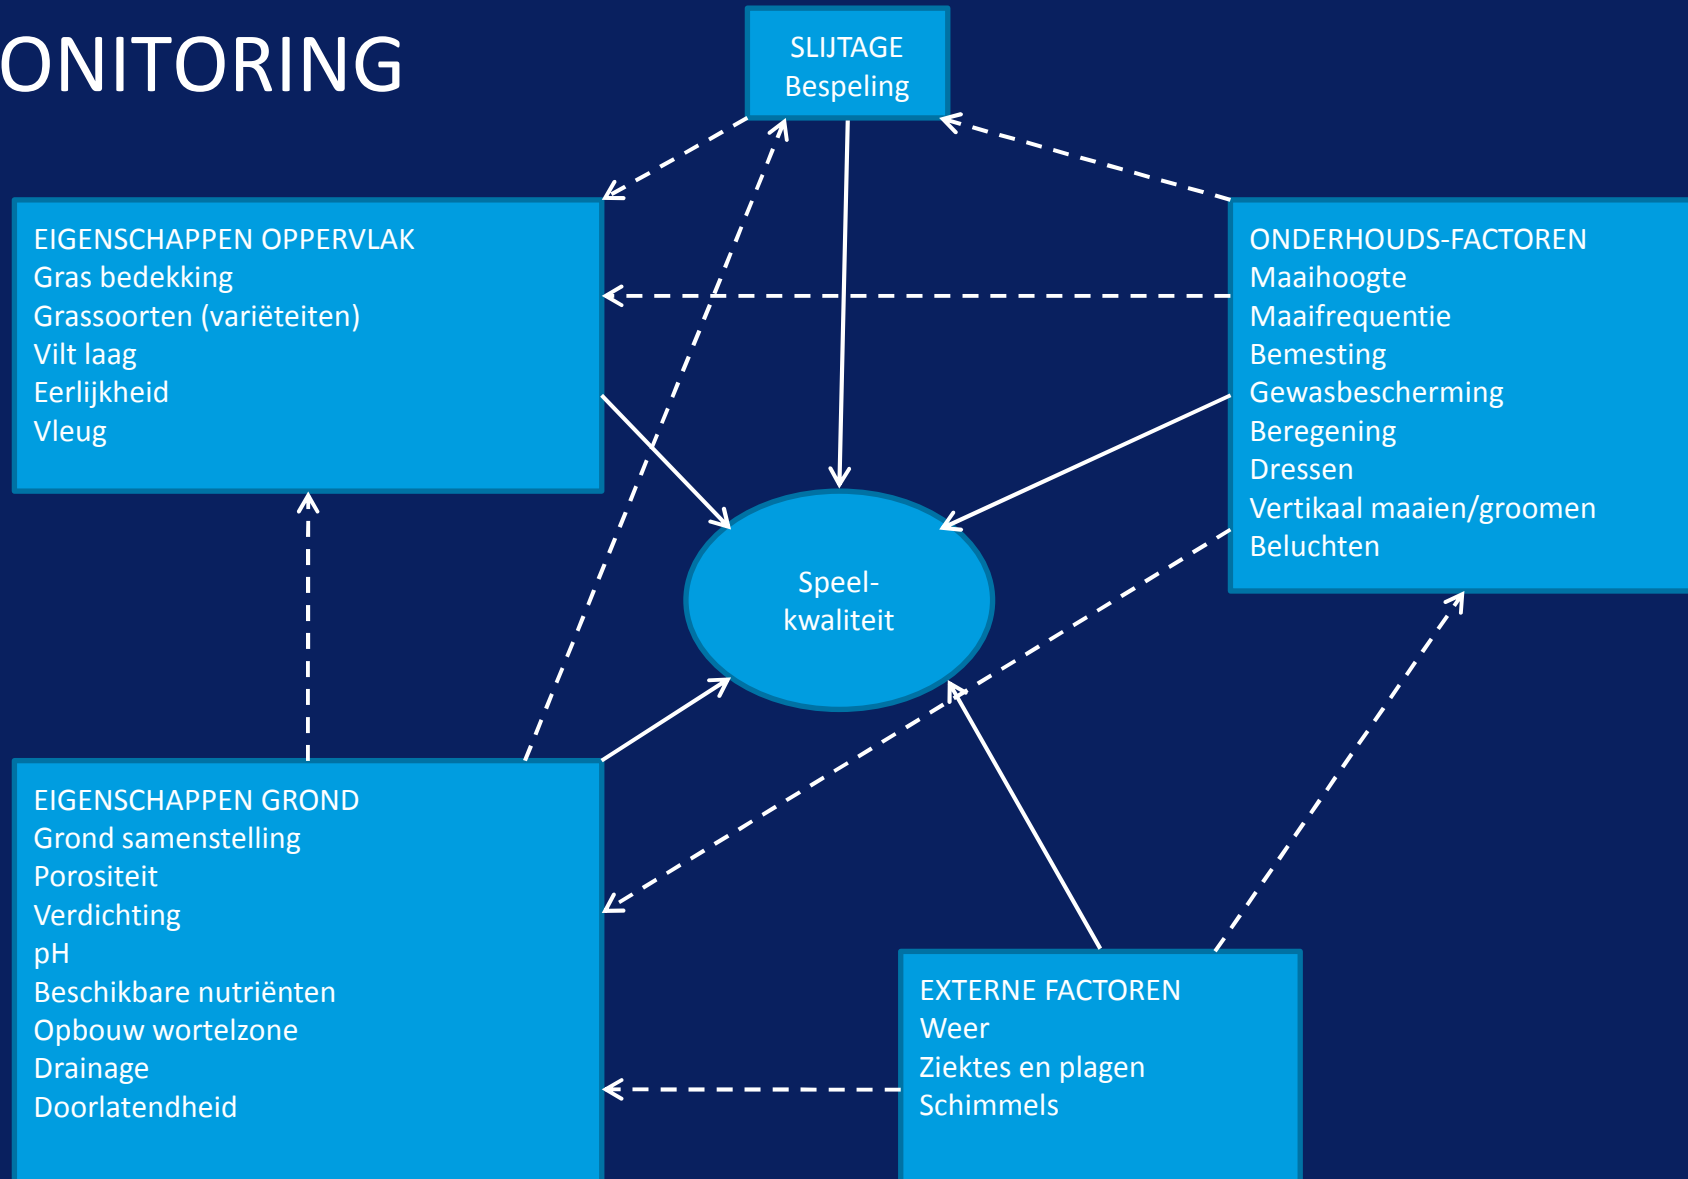 ONITORING
SLIJTAGE
Bespeling
EIGENSCHAPPEN OPPERVLAK
Gras bedekking
Grassoorten (variëteiten)
Vilt laag
Eerlijkheid
Vleug
ONDERHOUDS-FACTOREN
Maaihoogte
Maaifrequentie
Bemesting
Gewasbescherming
Beregening
Dressen
Vertikaal maaien/groomen
Beluchten
Speel-
kwaliteit
EIGENSCHAPPEN GROND
Grond samenstelling
Porositeit
Verdichting
pH
Beschikbare nutriënten
Opbouw wortelzone
Drainage
Doorlatendheid
EXTERNE FACTOREN
Weer
Ziektes en plagen
Schimmels